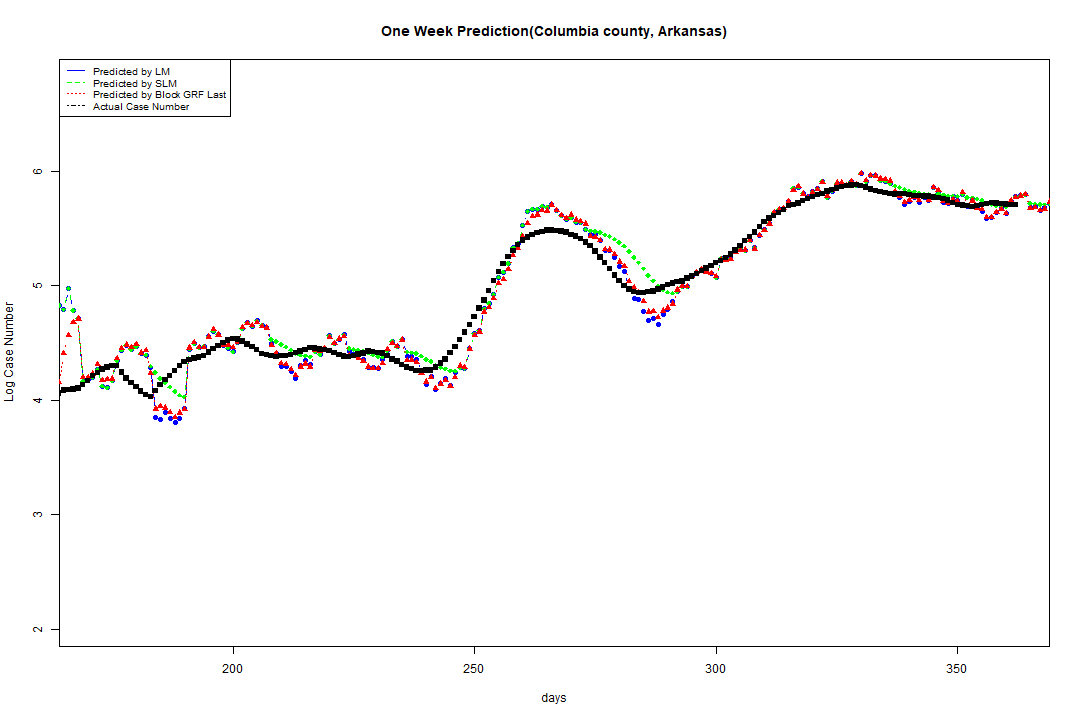 One Week Prediction(Columbia county, Arkansas)
Predicted by LM
Predicted by SLM
Predicted by Block GRF Last
Actual Case Number
6
5
4
3
2
Log Case Number
200 250 300 350
days